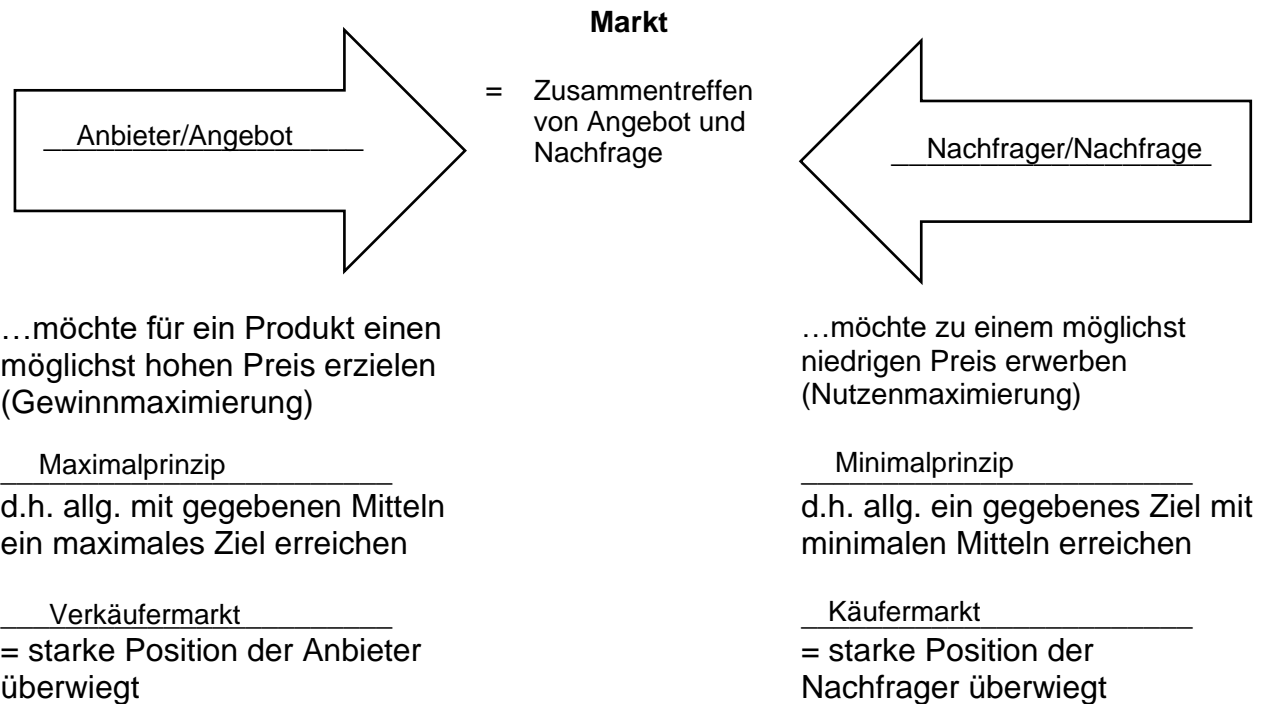 Markt
Anbieter/Angebot
= Zusammentreffen
von Angebot und
Nachfrage
Nachfrager/Nachfrage
…möchte für ein Produkt einen
möglichst hohen Preis erzielen
(Gewinnmaximierung)
Maximalprinzip
d.h. allg. mit gegebenen Mitteln
ein maximales Ziel erreichen
Verkäufermarkt
= starke Position der Anbieter
überwiegt
…möchte zu einem möglichst
niedrigen Preis erwerben
(Nutzenmaximierung)
Minimalprinzip
d.h. allg. ein gegebenes Ziel mit
minimalen Mitteln erreichen
Käufermarkt
= starke Position der
Nachfrager überwiegt